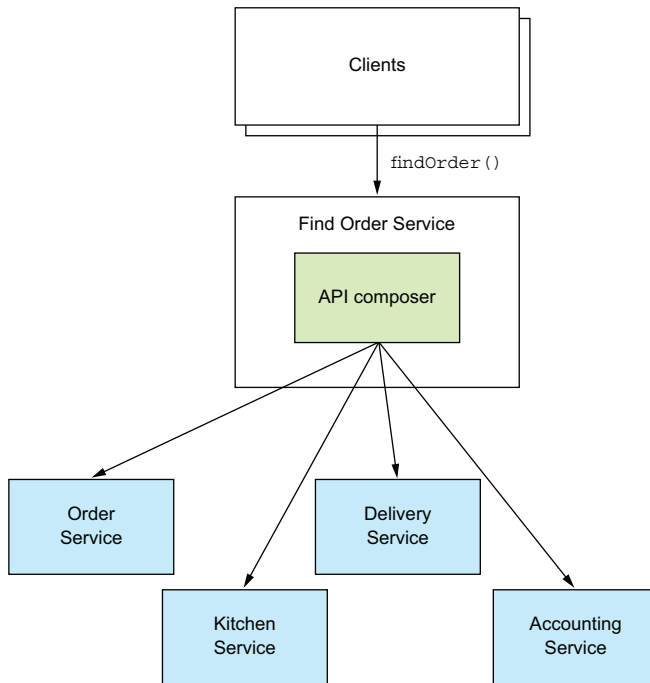 Clients
findOrder()
Find Order Service
API composer
Order
Service
Delivery
Service
Kitchen
Service
Accounting
Service